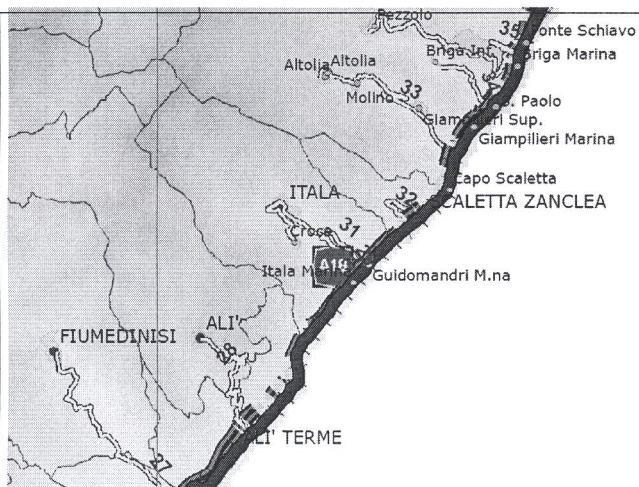 Pezzolo
35
Ponte Schiavo
Briga Inf.
Briga Marina
Altolia
Altolia
Molino
33
S. Paolo
Giampilieri Sup.
Giampilieri Marina
Capo Scaletta
ITALA
32
SCALETTA ZANCLEA
31
Croce
A18
Itala Marina
Guidomandri M.na
FIUMEDINISI
ALI'
28
ALI' TERME
27